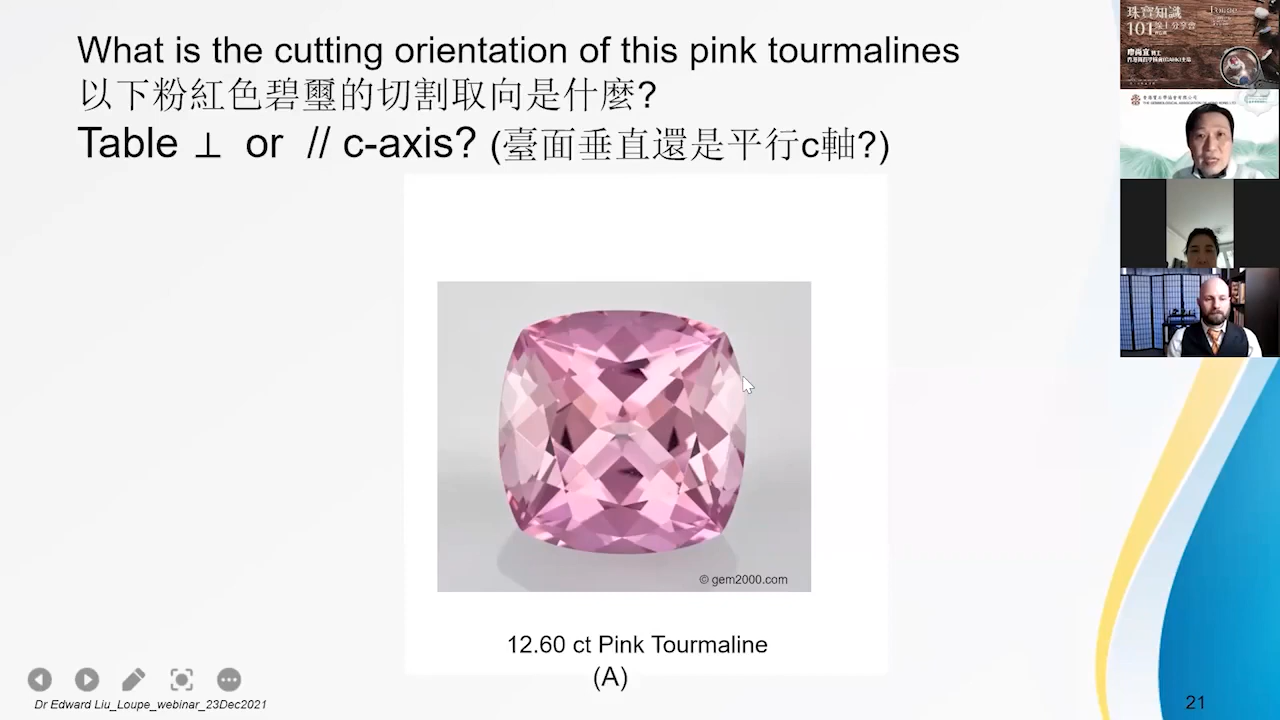 What is the cutting orientation of this pink tourmalines
以下粉紅色碧璽的切割取向是什麼?
Table ⊥ or // c-axis? (臺面垂直還是平行c軸?)
© gem2000.com
12.60 ct Pink Tourmaline
(A)
Dr Edward Liu_Loupe_webinar_23Dec2021
21
珠寶知識
101